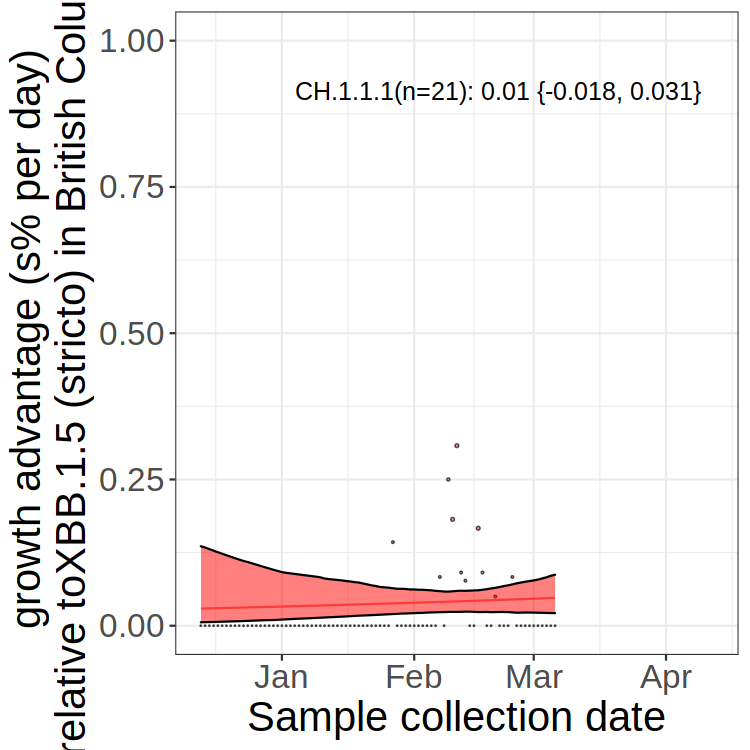 growth advantage (s% per day)
relative toXBB.1.5 (stricto) in British Colu
1.00
0.75
0.50
0.25
0.00
CH.1.1.1(n=21): 0.01 {-0.018, 0.031}
Jan Feb Mar Apr
Sample collection date